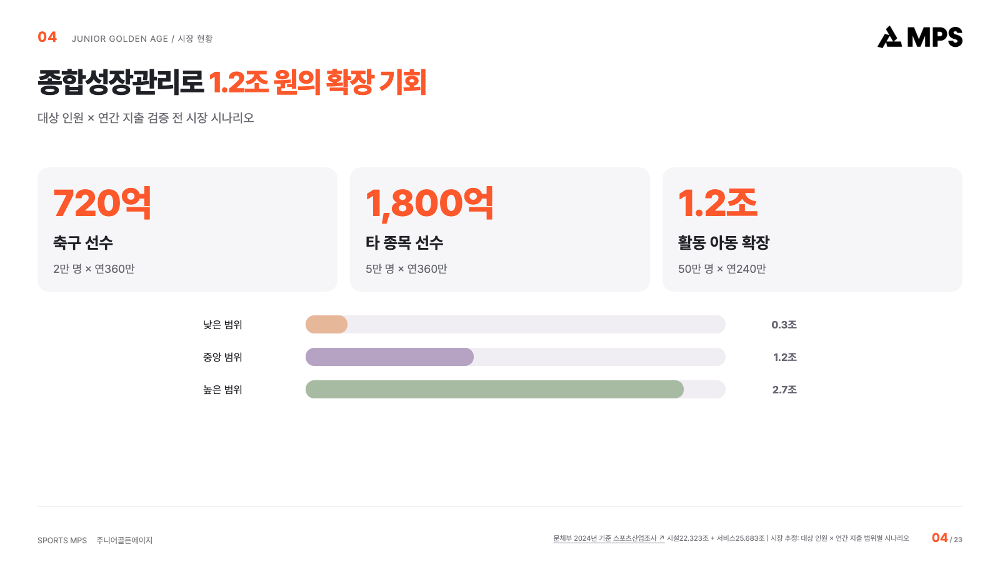 04 JUNIOR GOLDEN AGE / 시장 현황
MPS
종합성장관리로 1.2조 원의 확장 기회
대상 인원 × 연간 지출 검증 전 시장 시나리오
720억
축구 선수
2만 명 × 연360만
1,800억
타 종목 선수
5만 명 × 연360만
1.2조
활동 아동 확장
50만 명 × 연240만
낮은 범위 0.3조
중앙 범위 1.2조
높은 범위 2.7조
SPORTS MPS 주니어골든에이지
문체부 2024년 기준 스포츠산업조사 ↗ 시설22.323조 + 서비스25.683조 | 시장 추정: 대상 인원 × 연간 지출 범위별 시나리오
04 / 23